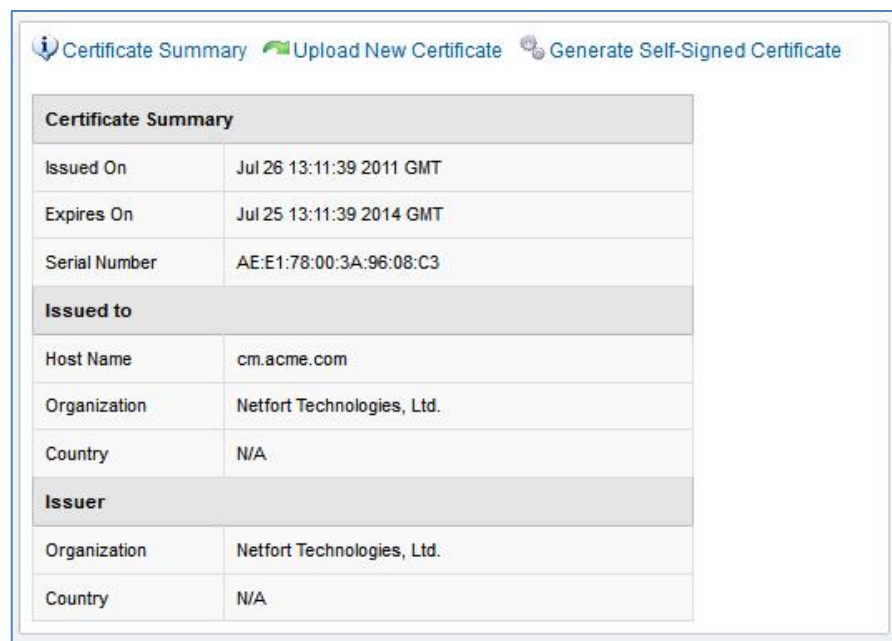 Certificate Summary Upload New Certificate Generate Self-Signed Certificate
Certificate Summary
Issued On Jul 26 13:11:39 2011 GMT
Expires On Jul 25 13:11:39 2014 GMT
Serial Number AE:E1:78:00:3A:96:08:C3
Issued to
Host Name cm.acme.com
Organization Netfort Technologies, Ltd.
Country N/A
Issuer
Organization Netfort Technologies, Ltd.
Country N/A